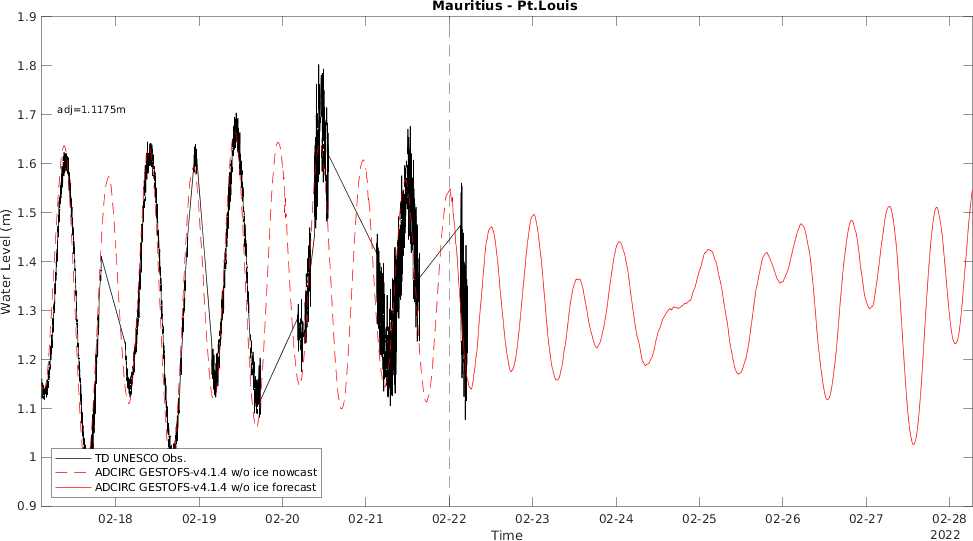 Mauritius - Pt.Louis
1.9
1.8
1.7
1.6
1.5
1.4
1.3
1.2
1.1
1
0.9
Water Level (m)
adj=1.1175m
TD UNESCO Obs.
ADCIRC GESTOFS-v4.1.4 w/o ice nowcast
ADCIRC GESTOFS-v4.1.4 w/o ice forecast
02-18 02-19 02-20 02-21 02-22 02-23 02-24 02-25 02-26 02-27 02-28
2022
Time